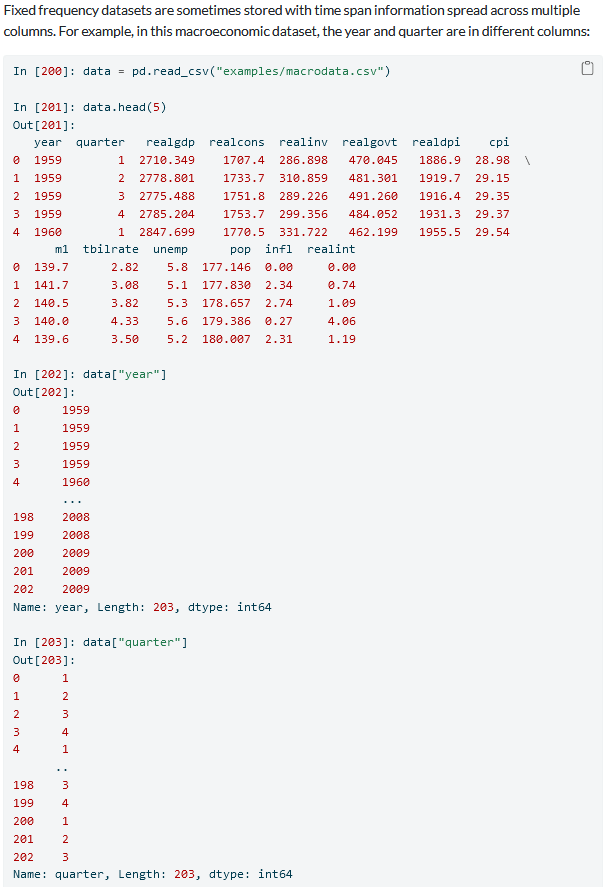 Fixed frequency datasets are sometimes stored with time span information spread across multiple
columns. For example, in this macroeconomic dataset, the year and quarter are in different columns:
In [200]: data = pd.read_csv("examples/macrodata.csv")
In [201]: data.head(5)
Out[201]:
   year  quarter   realgdp  realcons  realinv  realgovt  realdpi    cpi
0  1959        1  2710.349    1707.4  286.898   470.045   1886.9  28.98  \
1  1959        2  2778.801    1733.7  310.859   481.301   1919.7  29.15
2  1959        3  2775.488    1751.8  289.226   491.260   1916.4  29.35
3  1959        4  2785.204    1753.7  299.356   484.052   1931.3  29.37
4  1960        1  2847.699    1770.5  331.722   462.199   1955.5  29.54
      m1  tbilrate  unemp      pop  infl  realint
0  139.7      2.82    5.8  177.146  0.00     0.00
1  141.7      3.08    5.1  177.830  2.34     0.74
2  140.5      3.82    5.3  178.657  2.74     1.09
3  140.0      4.33    5.6  179.386  0.27     4.06
4  139.6      3.50    5.2  180.007  2.31     1.19
In [202]: data["year"]
Out[202]:
0      1959
1      1959
2      1959
3      1959
4      1960
       ...
198    2008
199    2008
200    2009
201    2009
202    2009
Name: year, Length: 203, dtype: int64
In [203]: data["quarter"]
Out[203]:
0      1
1      2
2      3
3      4
4      1
      ..
198    3
199    4
200    1
201    2
202    3
Name: quarter, Length: 203, dtype: int64